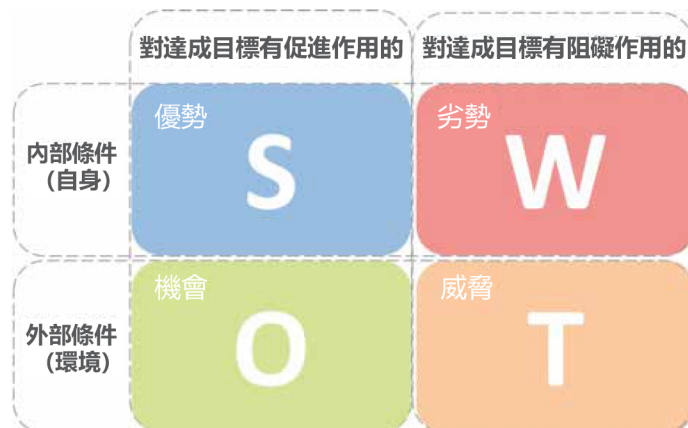 對達成目標有促進作用的
對達成目標有阻礙作用的
內部條件
(自身)
優勢
S
劣勢
W
外部條件
(環境)
機會
O
威脅
T